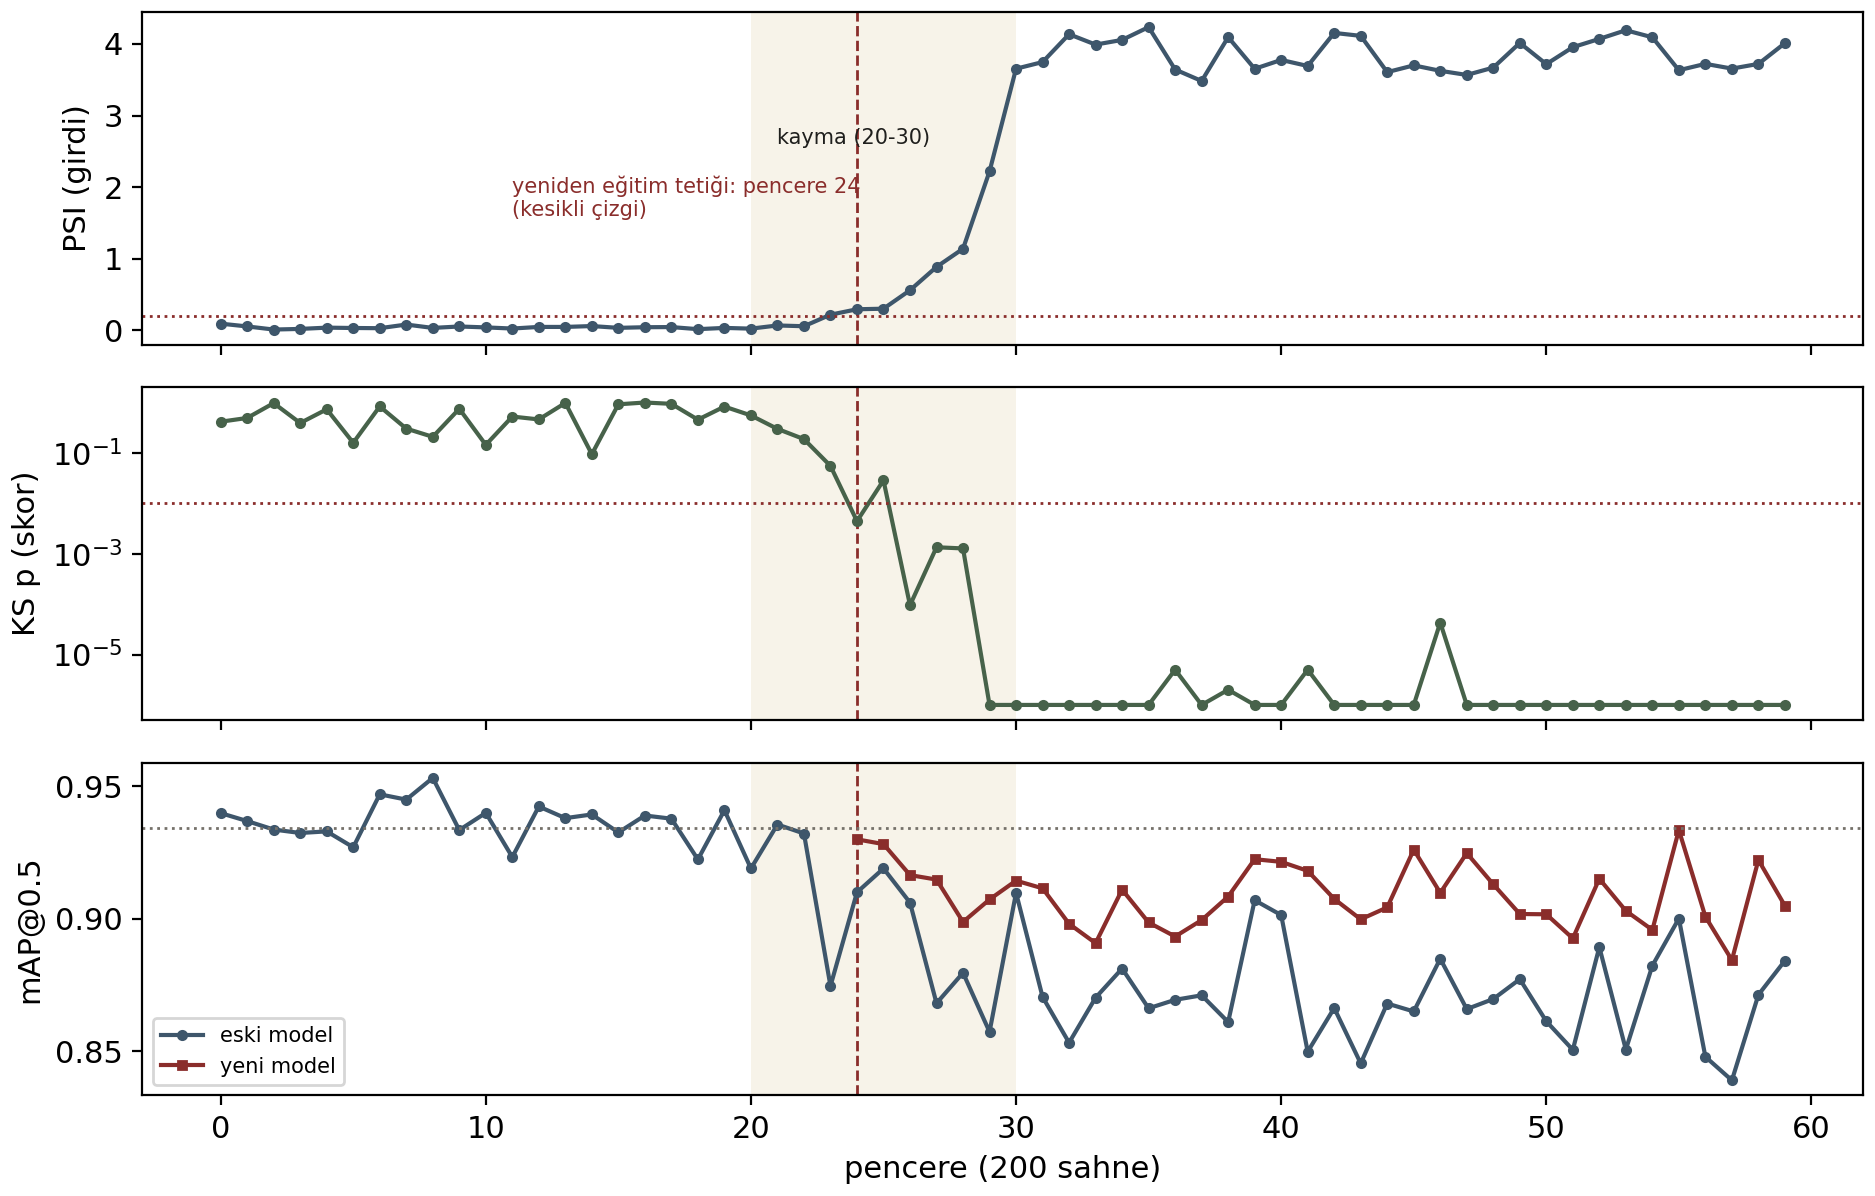 PSI (girdi)
4
3
2
1
0
kayma (20-30)
yeniden eğitim tetiği: pencere 24
(kesikli çizgi)
KS p (skor)
10⁻¹
10⁻³
10⁻⁵
mAP@0.5
0.95
0.90
0.85
eski model
yeni model
0 10 20 30 40 50 60
pencere (200 sahne)